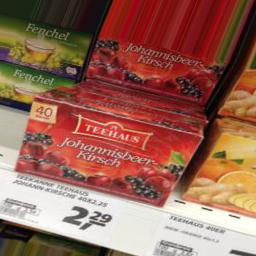 Fenchel
Johannisbeer-
Kirsch
Fenchel
40
TEEHAUS
Johannisbeer-
Kirsch
TEEKANNE TEEHAUS
JOHANN-KIRSCHE 40X2.25
2,29
TEEHAUS 40ER